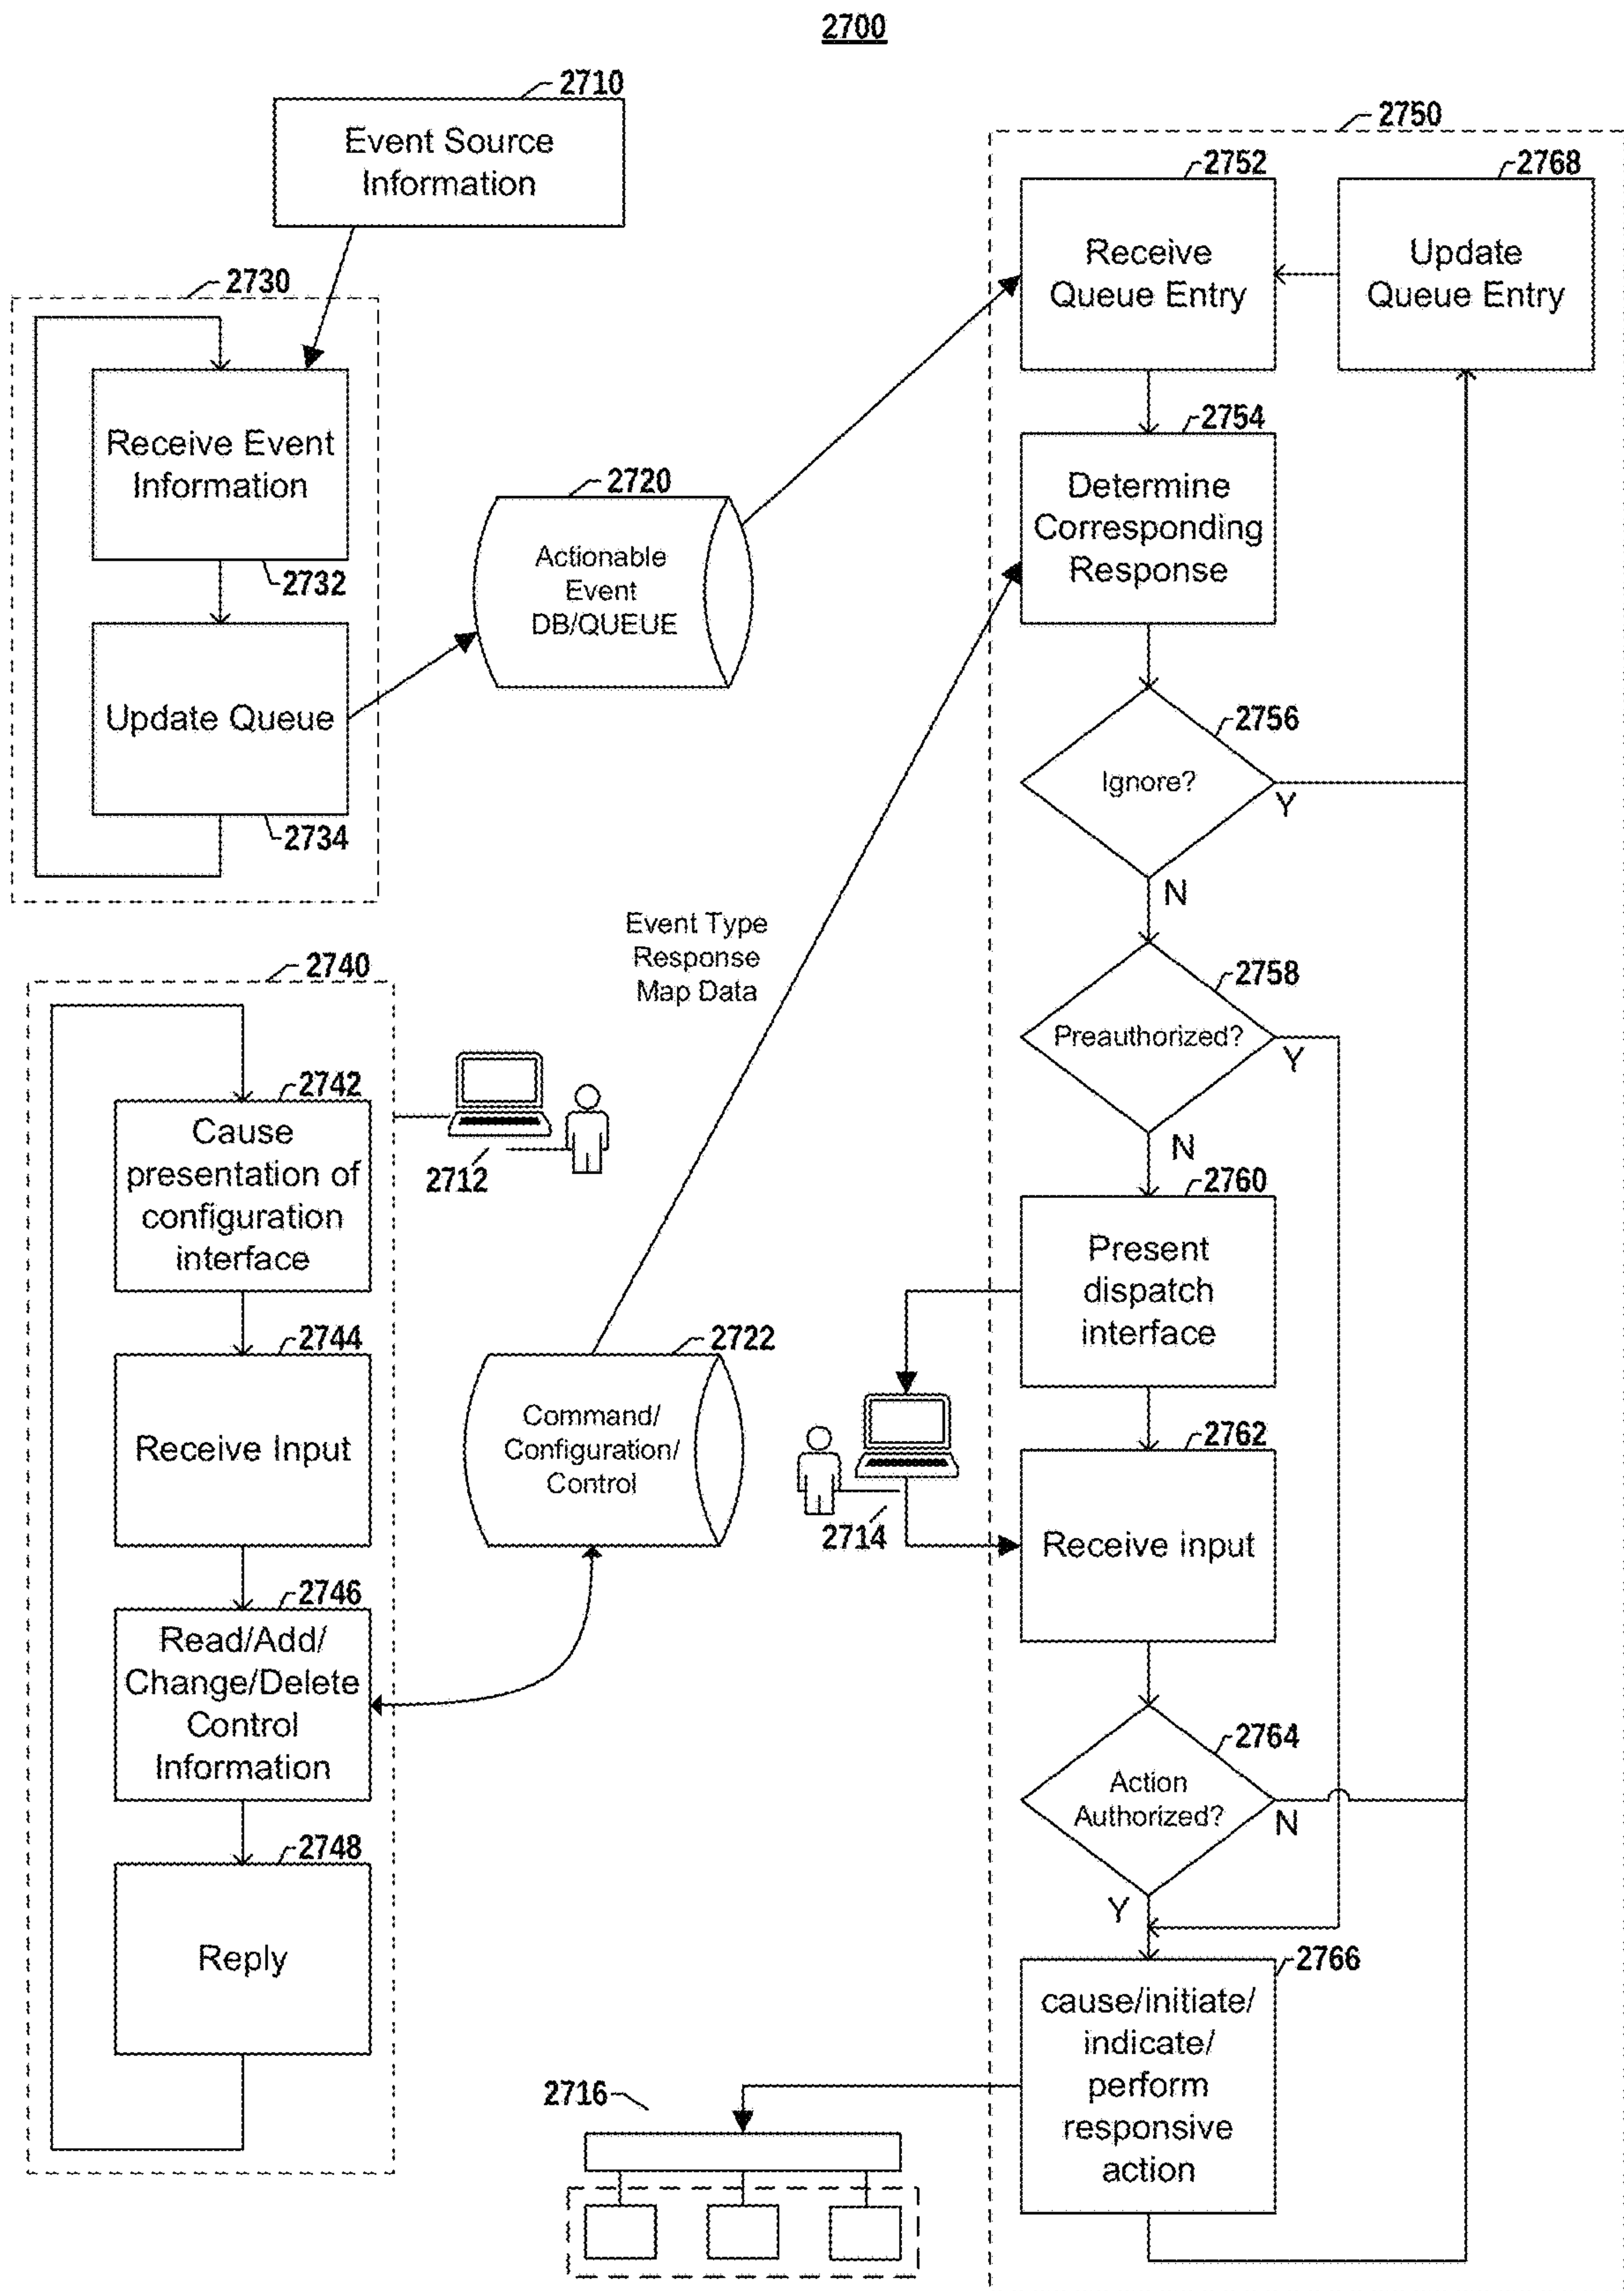 2700
2710
Event Source
Information
2730
Receive Event
Information
2732
Update Queue
2734
2720
Actionable
Event
DB/QUEUE
Event Type
Response
Map Data
2740
2742
Cause
presentation of
configuration
interface
2712
2744
Receive Input
2746
Read/Add/
Change/Delete
Control
Information
2748
Reply
2722
Command/
Configuration/
Control
2714
2716
2750
2752
Receive
Queue Entry
2768
Update
Queue Entry
2754
Determine
Corresponding
Response
2756
Ignore?
Y
N
2758
Preauthorized?
Y
N
2760
Present
dispatch
interface
2762
Receive input
2764
Action
Authorized?
N
Y
2766
cause/initiate/
indicate/
perform
responsive
action